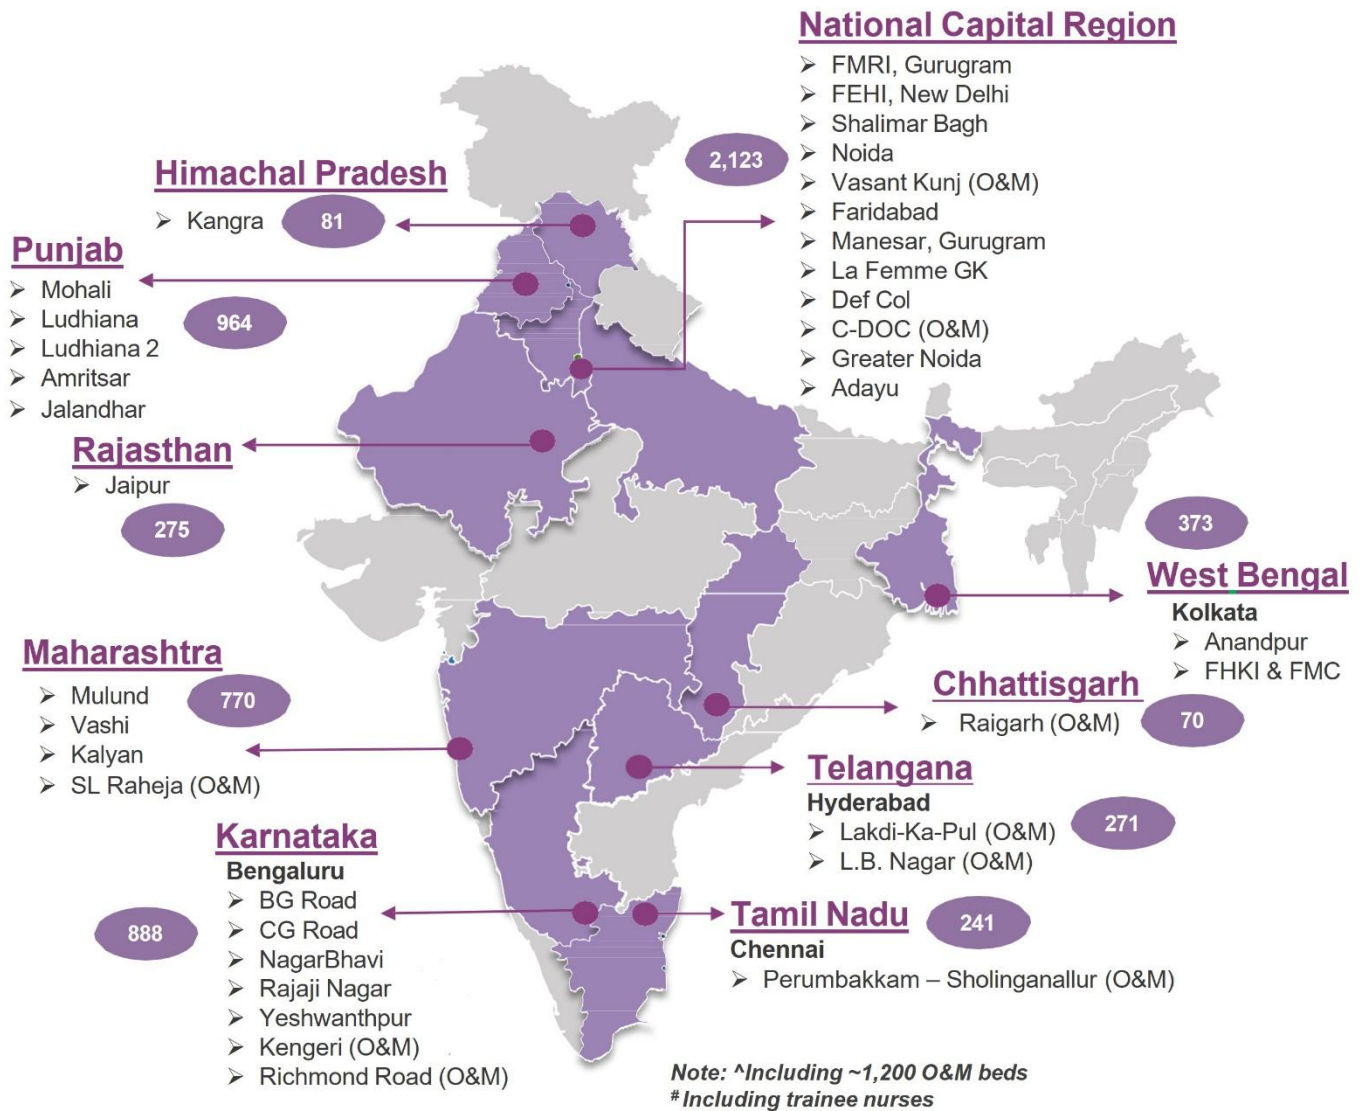 National Capital Region
➢ FMRI, Gurugram
➢ FEHI, New Delhi
➢ Shalimar Bagh
➢ Noida
➢ Vasant Kunj (O&M)
➢ Faridabad
➢ Manesar, Gurugram
➢ La Femme GK
➢ Def Col
➢ C-DOC (O&M)
➢ Greater Noida
➢ Adayu
2,123
Himachal Pradesh
➢ Kangra
81
Punjab
➢ Mohali
➢ Ludhiana
➢ Ludhiana 2
➢ Amritsar
➢ Jalandhar
964
Rajasthan
➢ Jaipur
275
373
West Bengal
Kolkata
➢ Anandpur
➢ FHKI & FMC
Maharashtra
➢ Mulund
➢ Vashi
➢ Kalyan
➢ SL Raheja (O&M)
770
Chhattisgarh
➢ Raigarh (O&M)
70
Telangana
Hyderabad
➢ Lakdi-Ka-Pul (O&M)
➢ L.B. Nagar (O&M)
271
Karnataka
Bengaluru
➢ BG Road
➢ CG Road
➢ NagarBhavi
➢ Rajaji Nagar
➢ Yeshwanthpur
➢ Kengeri (O&M)
➢ Richmond Road (O&M)
888
Tamil Nadu
Chennai
➢ Perumbakkam – Sholinganallur (O&M)
241
Note: ^Including ~1,200 O&M beds
# Including trainee nurses